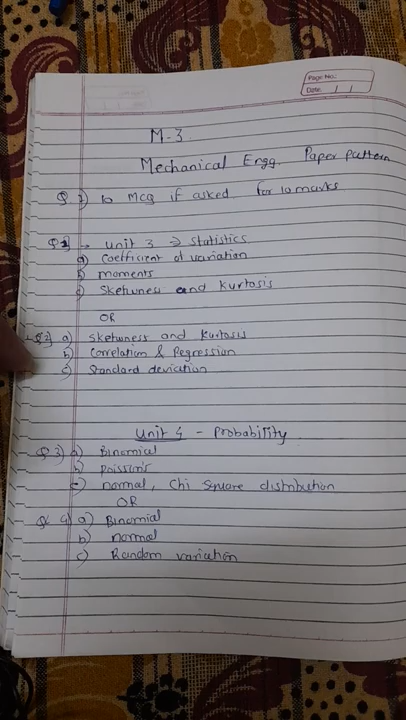 Page No.:
Date: / /
M-3
Mechanical Engg. Paper pattern
Q 1) 10 Mcq if asked for 10 marks
Q1) → unit 3 ⇒ Statistics
a) Coefficient of variation
b) moments
c) Skewness and Kurtosis
OR
Q2) a) Skewness and Kurtosis
b) Correlation & Regression
c) Standard deviation
Unit 4 - Probability
Q 3) a) Binomial
b) poisson's
c) normal, Chi Square distribution
OR
Q 4) a) Binomial
b) normal
c) Random variation